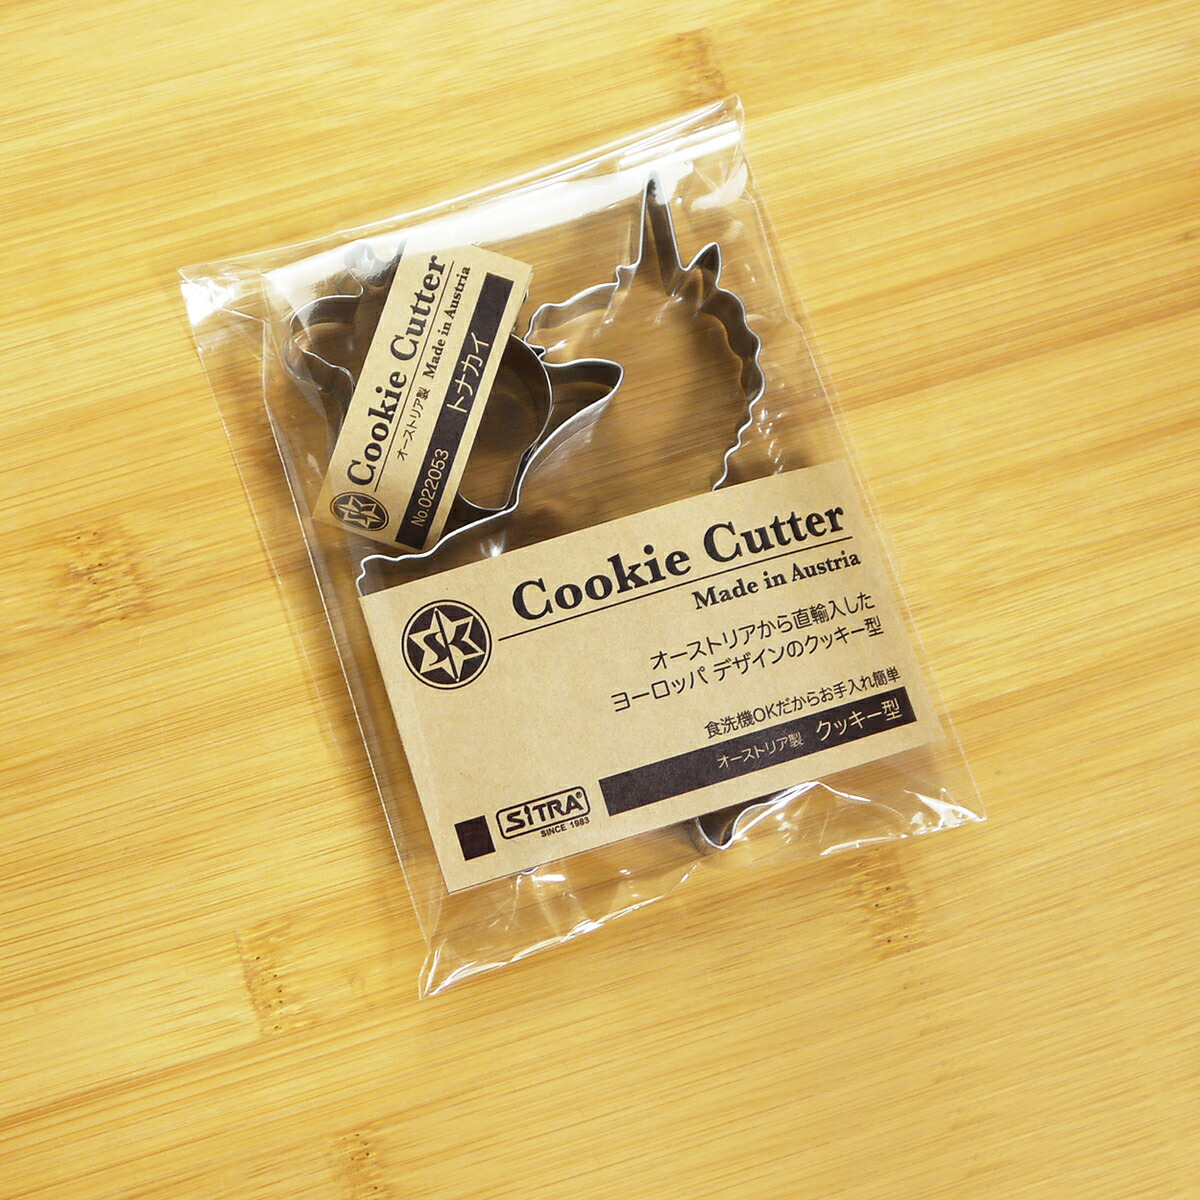 Cookie Cutter
オーストリア製 Made in Austria
No.022053 トナカイ
Cookie Cutter
Made in Austria
オーストリアから直輸入した
ヨーロッパ デザインのクッキー型
食洗機OKだからお手入れ簡単
オーストリア製 クッキー型
SiTRA®
SINCE 1983